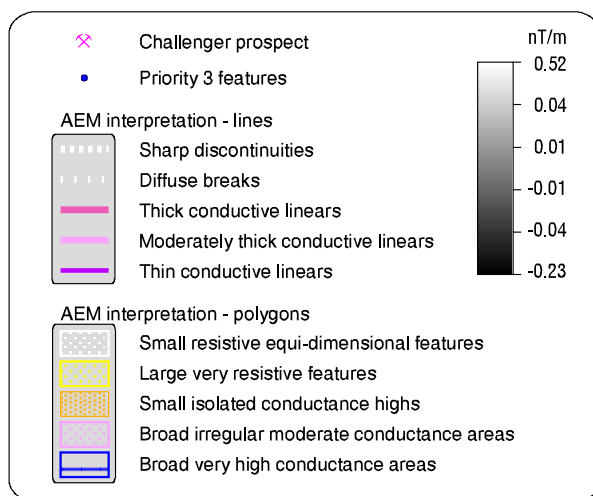 Challenger prospect
Priority 3 features
AEM interpretation - lines
Sharp discontinuities
Diffuse breaks
Thick conductive linears
Moderately thick conductive linears
Thin conductive linears
AEM interpretation - polygons
Small resistive equi-dimensional features
Large very resistive features
Small isolated conductance highs
Broad irregular moderate conductance areas
Broad very high conductance areas
nT/m
0.52
0.04
0.01
-0.01
-0.04
-0.23